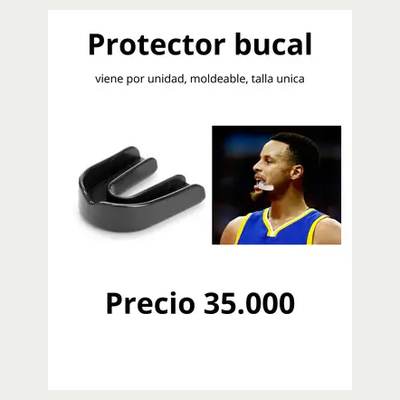 Protector bucal
viene por unidad, moldeable, talla unica
Precio 35.000